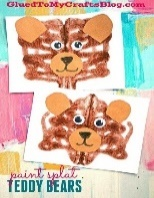 GluedToMyCraftsBlog.com
paint splat
TEDDY BEARS